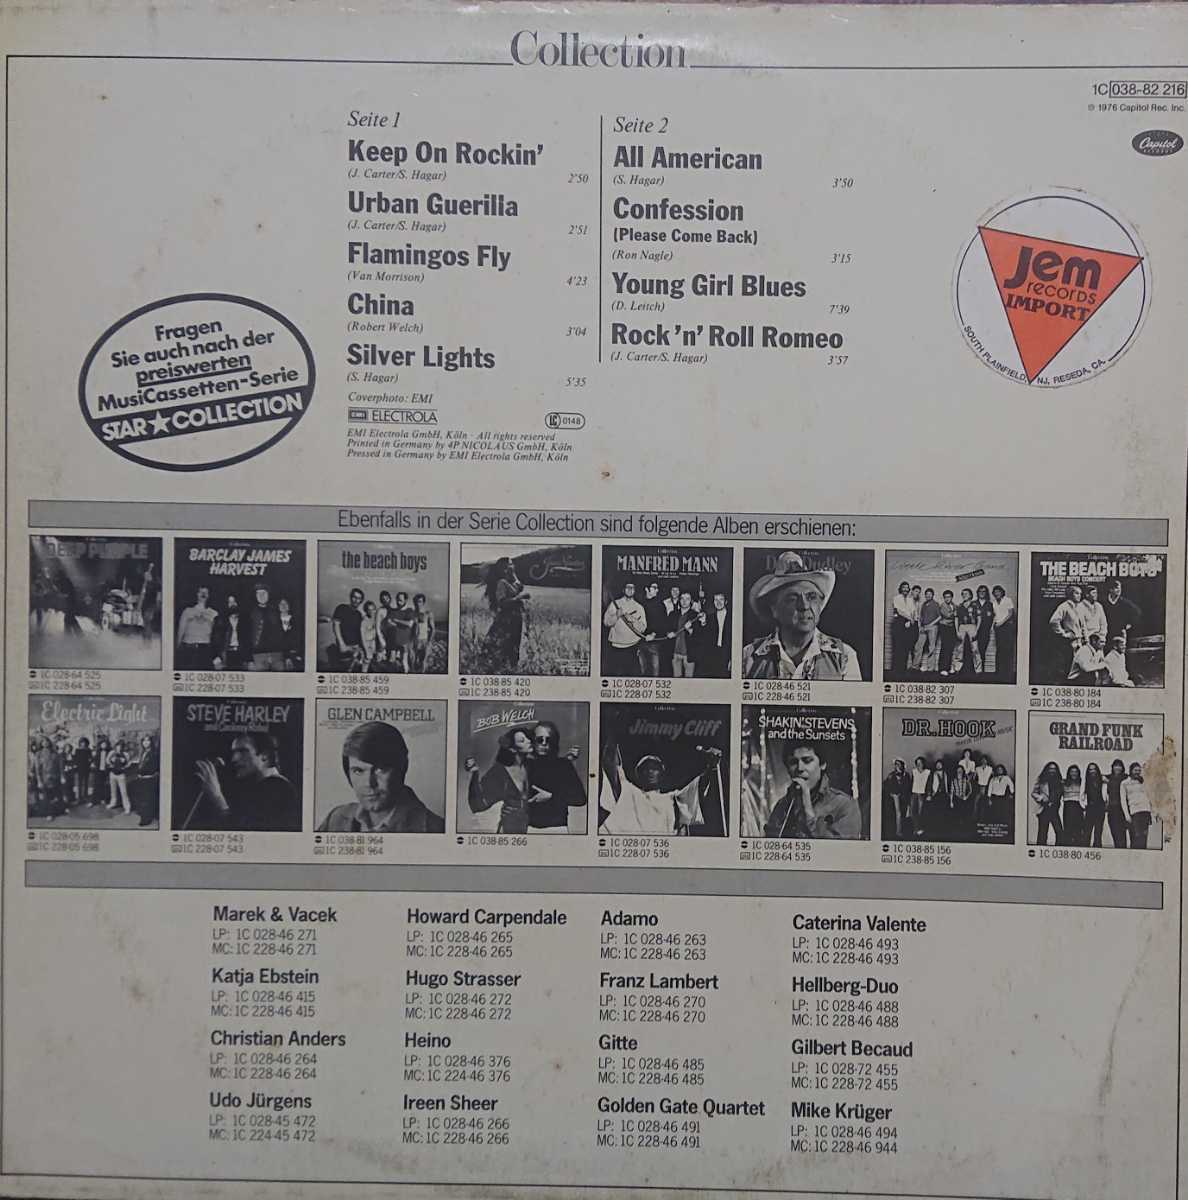 Collection
1C 038-82 216
℗ 1976 Capitol Rec. Inc.
Capitol
RECORDS
Seite 1
Keep On Rockin’
(J. Carter/S. Hagar)
2’50
Urban Guerilla
(J. Carter/S. Hagar)
2’51
Flamingos Fly
(Van Morrison)
4’23
China
(Robert Welch)
3’04
Silver Lights
(S. Hagar)
5’35
Coverphoto: EMI
EMI ELECTROLA
LC 0148
EMI Electrola GmbH, Köln · All rights reserved
Printed in Germany by 4P NICOLAUS GmbH, Köln
Pressed in Germany by EMI Electrola GmbH, Köln
Seite 2
All American
(S. Hagar)
3’50
Confession
(Please Come Back)
(Ron Nagle)
3’15
Young Girl Blues
(D. Leitch)
7’39
Rock ’n’ Roll Romeo
(J. Carter/S. Hagar)
3’57
Jem
records
IMPORT
SOUTH PLAINFIELD, NJ, RESEDA, CA.
Fragen
Sie auch nach der
preiswerten
MusiCassetten-Serie
STAR★COLLECTION
Ebenfalls in der Serie Collection sind folgende Alben erschienen:
DEEP PURPLE
1C 028-64 525
1C 228-64 525
BARCLAY JAMES
HARVEST
1C 028-07 533
1C 228-07 533
the beach boys
1C 038-85 459
1C 238-85 459
1C 038 85 420
1C 238-85 420
MANFRED MANN
1C 028-07 532
1C 228-07 532
Dave Dudley
1C 028-46 521
1C 228-46 521
Little River Band
1C 038-82 307
1C 238-82 307
THE BEACH BOYS
BEACH BOYS CONCERT
1C 038-80 184
1C 238-80 184
Electric Light
1C 028-05 698
1C 228-05 698
STEVE HARLEY
and Cockney Rebel
1C 028-07 543
1C 228-07 543
GLEN CAMPBELL
1C 038-81 964
1C 238-81 964
BOB WELCH
1C 038-85 266
Jimmy Cliff
1C 028-07 536
1C 228-07 536
SHAKIN' STEVENS
and the Sunsets
1C 028-64 535
1C 228-64 535
DR. HOOK
1C 038-85 156
1C 238-85 156
GRAND FUNK
RAILROAD
1C 038-80 456
Marek & Vacek
LP: 1C 028-46 271
MC: 1C 228-46 271
Katja Ebstein
LP: 1C 028-46 415
MC: 1C 228-46 415
Christian Anders
LP: 1C 028-46 264
MC: 1C 228-46 264
Udo Jürgens
LP: 1C 028-45 472
MC: 1C 224-45 472
Howard Carpendale
LP: 1C 028-46 265
MC: 1C 228-46 265
Hugo Strasser
LP: 1C 028-46 272
MC: 1C 228-46 272
Heino
LP: 1C 028-46 376
MC: 1C 224-46 376
Ireen Sheer
LP: 1C 028-46 266
MC: 1C 228-46 266
Adamo
LP: 1C 028-46 263
MC: 1C 228-46 263
Franz Lambert
LP: 1C 028-46 270
MC: 1C 228-46 270
Gitte
LP: 1C 028-46 485
MC: 1C 228-46 485
Golden Gate Quartet
LP: 1C 028-46 491
MC: 1C 228-46 491
Caterina Valente
LP: 1C 028-46 493
MC: 1C 228-46 493
Hellberg-Duo
LP: 1C 028-46 488
MC: 1C 228-46 488
Gilbert Becaud
LP: 1C 028-72 455
MC: 1C 228-72 455
Mike Krüger
LP: 1C 028-46 494
MC: 1C 228-46 944